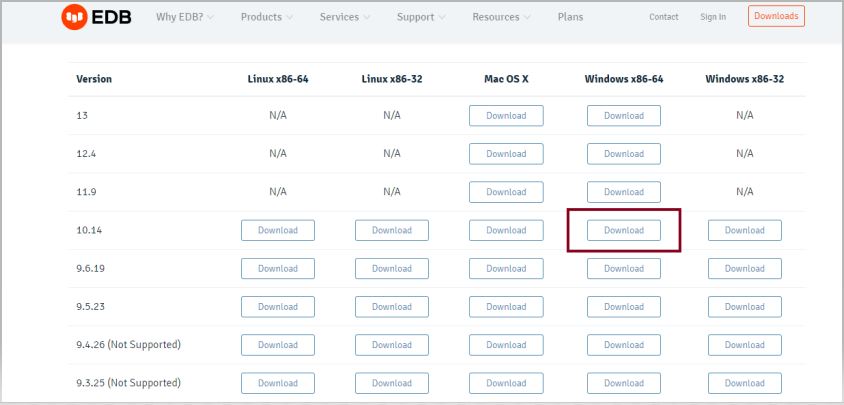 EDB Why EDB? Products Services Support Resources Plans Contact Sign In Downloads
Version Linux x86-64 Linux x86-32 Mac OS X Windows x86-64 Windows x86-32
13 N/A N/A Download Download N/A
12.4 N/A N/A Download Download N/A
11.9 N/A N/A Download Download N/A
10.14 Download Download Download Download Download
9.6.19 Download Download Download Download Download
9.5.23 Download Download Download Download Download
9.4.26 (Not Supported) Download Download Download Download Download
9.3.25 (Not Supported) Download Download Download Download Download